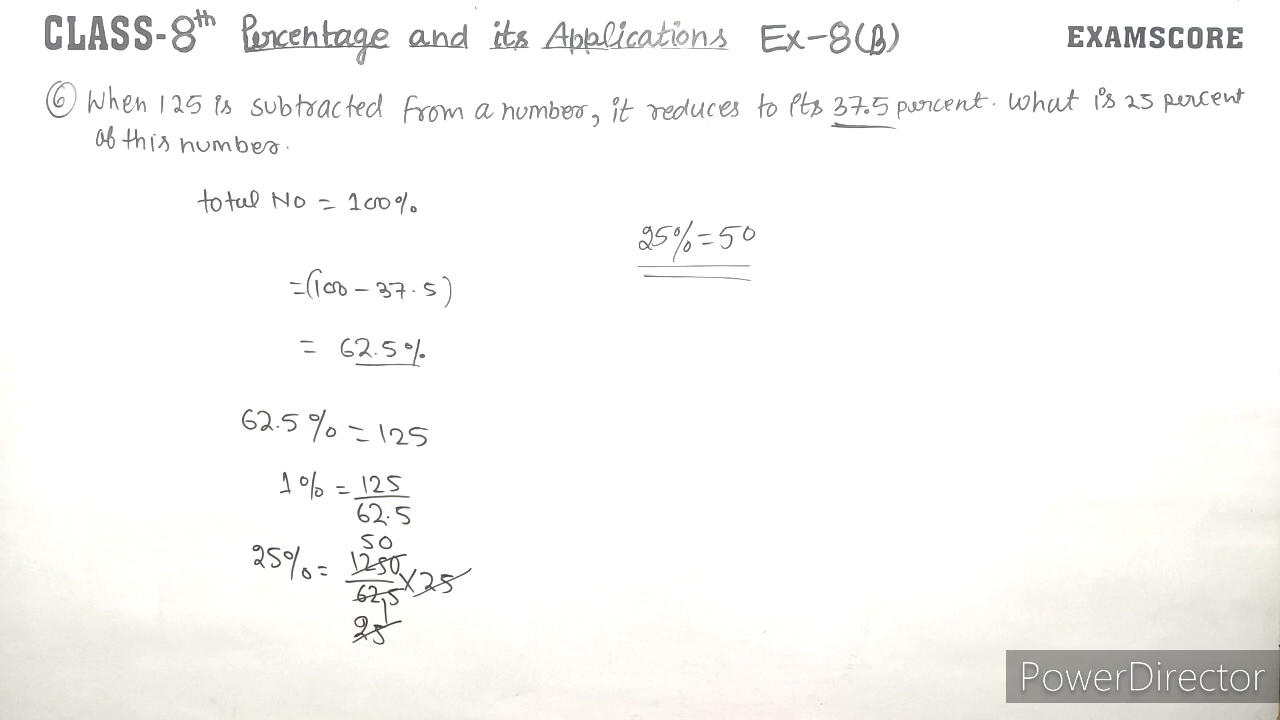 CLASS-8th Percentage and its Applications Ex-8(B) EXAMSCORE
⑥ When 125 is subtracted from a number, it reduces to its 37.5 percent. What is 25 percent
of this number.
total No = 100%
25% = 50
= (100 - 37.5)
= 62.5%
62.5% = 125
1% = 125
62.5
50
25% = 1250 × 25
625
1
25
PowerDirector